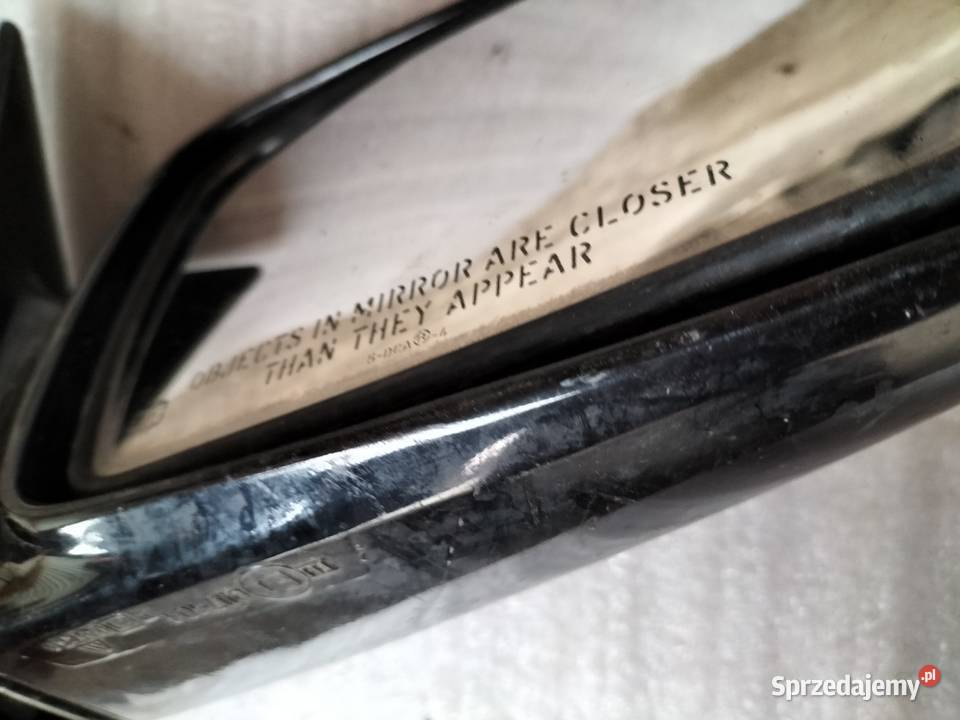 OBJECTS IN MIRROR ARE CLOSER
THAN THEY APPEAR
Sprzedajemy.pl